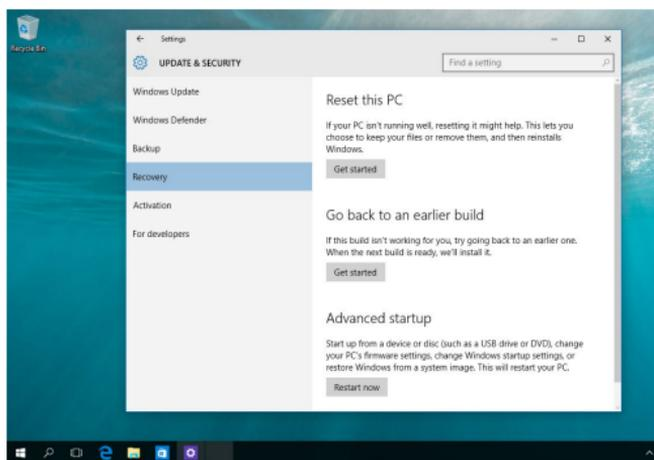 Recycle Bin
Settings
UPDATE & SECURITY
Find a setting
Windows Update
Windows Defender
Backup
Recovery
Activation
For developers
Reset this PC
If your PC isn't running well, resetting it might help. This lets you
choose to keep your files or remove them, and then reinstalls
Windows.
Get started
Go back to an earlier build
If this build isn't working for you, try going back to an earlier one.
When the next build is ready, we'll install it.
Get started
Advanced startup
Start up from a device or disc (such as a USB drive or DVD), change
your PC's firmware settings, change Windows startup settings, or
restore Windows from a system image. This will restart your PC.
Restart now